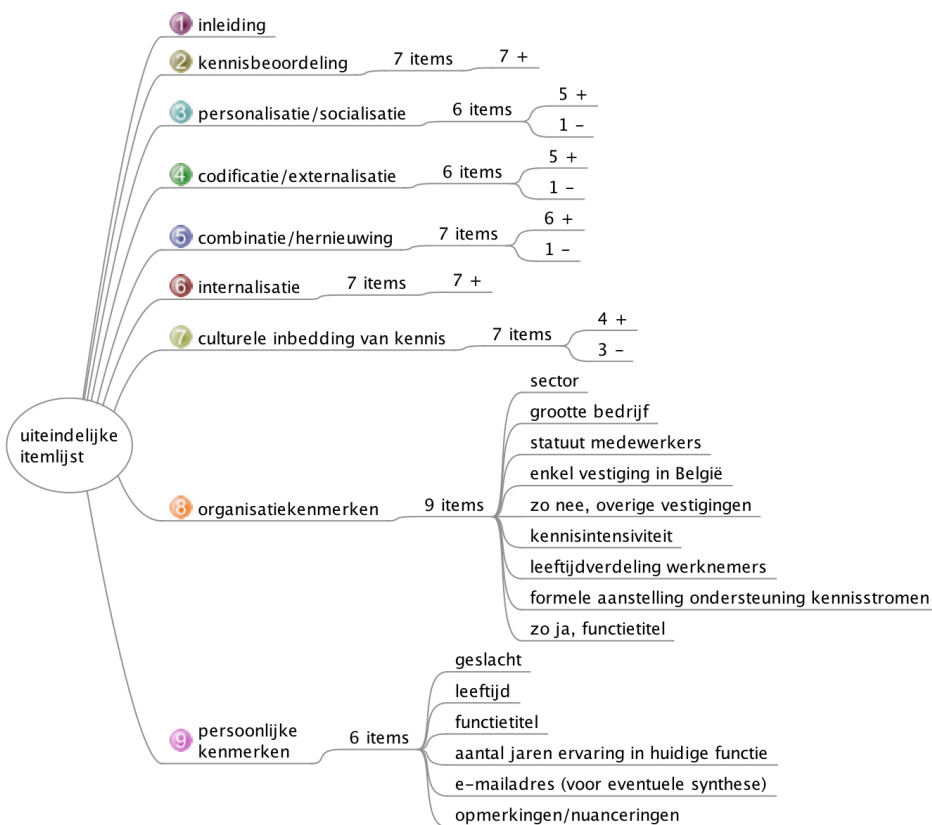 uiteindelijke
itemlijst
1 inleiding
2 kennisbeoordeling 7 items 7 +
3 personalisatie/socialisatie 6 items
5 +
1 –
4 codificatie/externalisatie 6 items
5 +
1 –
5 combinatie/hernieuwing 7 items
6 +
1 –
6 internalisatie 7 items 7 +
7 culturele inbedding van kennis 7 items
4 +
3 –
8 organisatiekenmerken 9 items
sector
grootte bedrijf
statuut medewerkers
enkel vestiging in België
zo nee, overige vestigingen
kennisintensiviteit
leeftijdverdeling werknemers
formele aanstelling ondersteuning kennisstromen
zo ja, functietitel
9 persoonlijke
kenmerken
6 items
geslacht
leeftijd
functietitel
aantal jaren ervaring in huidige functie
e–mailadres (voor eventuele synthese)
opmerkingen/nuanceringen